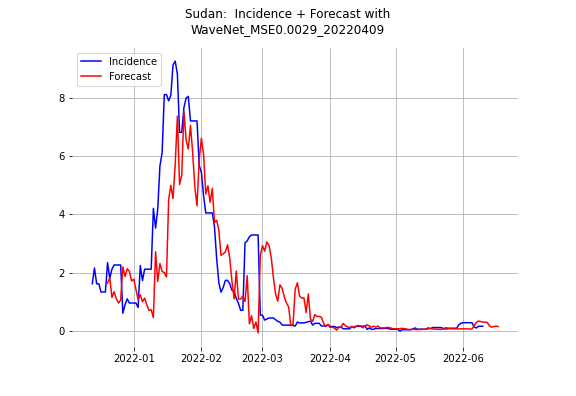 Sudan:  Incidence + Forecast with
WaveNet_MSE0.0029_20220409
Incidence
Forecast
8
6
4
2
0
2022-01 2022-02 2022-03 2022-04 2022-05 2022-06